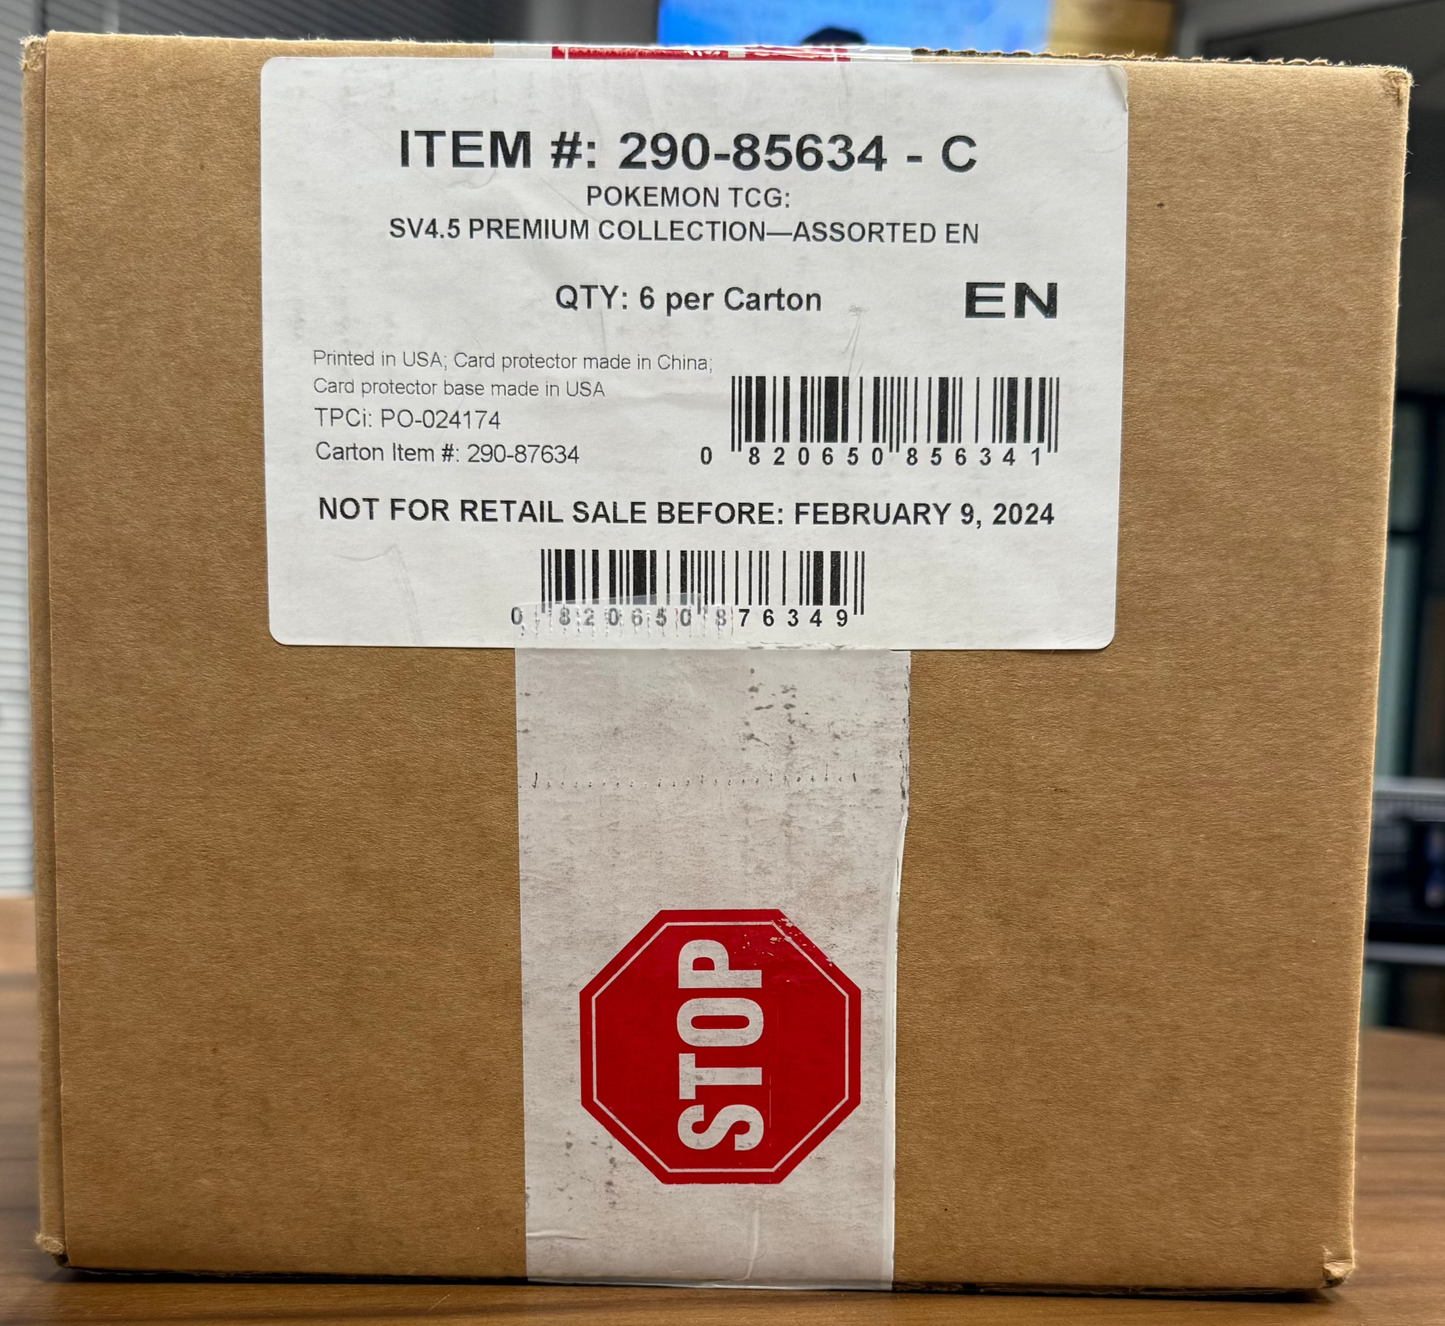 ITEM #: 290-85634 - C
POKEMON TCG:
SV4.5 PREMIUM COLLECTION—ASSORTED EN
QTY: 6 per Carton
EN
Printed in USA; Card protector made in China;
Card protector base made in USA
TPCi: PO-024174
Carton Item #: 290-87634
0 820650 856341
NOT FOR RETAIL SALE BEFORE: FEBRUARY 9, 2024
0 820650 876349
STOP